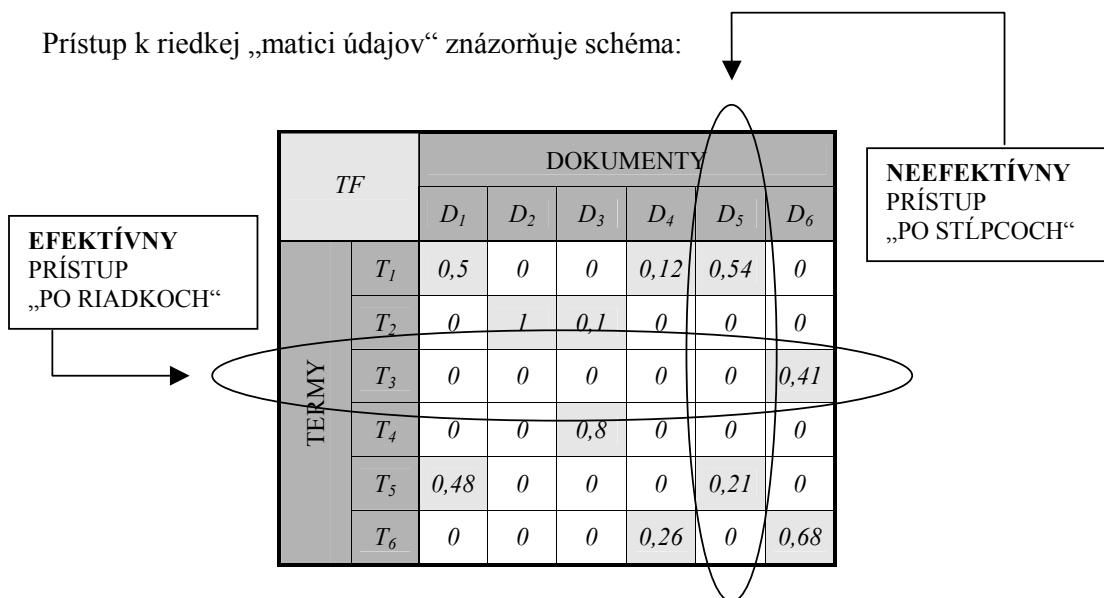 Prístup k riedkej „matici údajov“ znázorňuje schéma:
TF DOKUMENTY
D1 D2 D3 D4 D5 D6
NEEFEKTÍVNY
PRÍSTUP
„PO STĹPCOCH“
EFEKTÍVNY
PRÍSTUP
„PO RIADKOCH“
TERMY
T1 0,5 0 0 0,12 0,54 0
T2 0 1 0,1 0 0 0
T3 0 0 0 0 0 0,41
T4 0 0 0,8 0 0 0
T5 0,48 0 0 0 0,21 0
T6 0 0 0 0,26 0 0,68